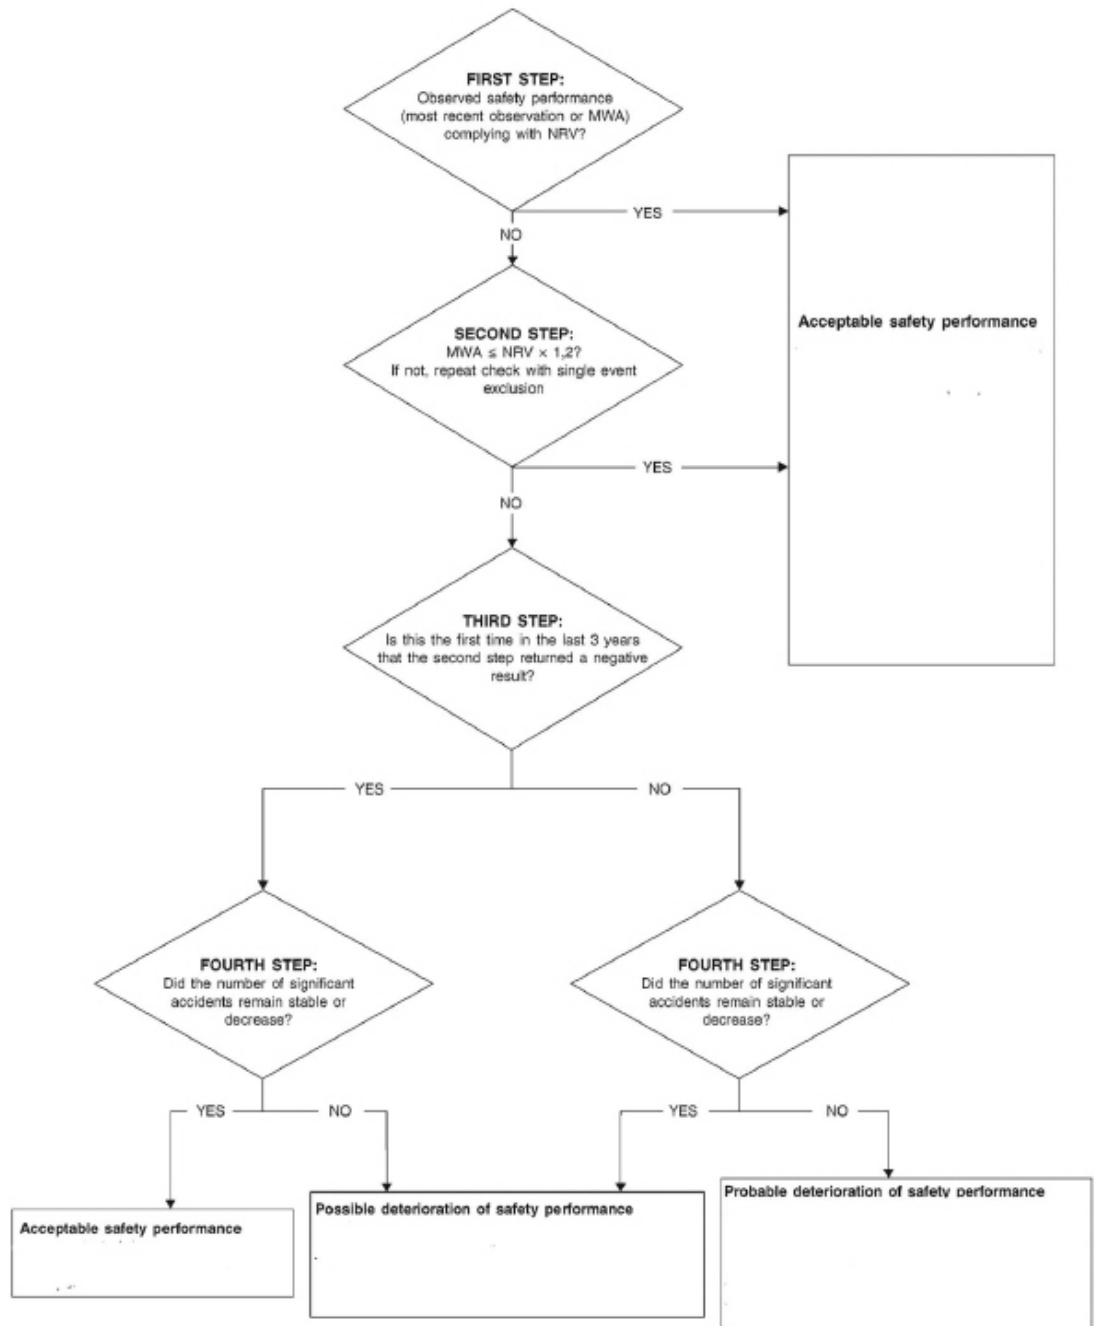 FIRST STEP:
Observed safety performance
(most recent observation or MWA)
complying with NRV?
YES
NO
SECOND STEP:
MWA ≤ NRV × 1,2?
If not, repeat check with single event
exclusion
Acceptable safety performance
YES
NO
THIRD STEP:
Is this the first time in the last 3 years
that the second step returned a negative
result?
YES
NO
FOURTH STEP:
Did the number of significant
accidents remain stable or
decrease?
FOURTH STEP:
Did the number of significant
accidents remain stable or
decrease?
YES
NO
YES
NO
Acceptable safety performance
Possible deterioration of safety performance
Probable deterioration of safety performance